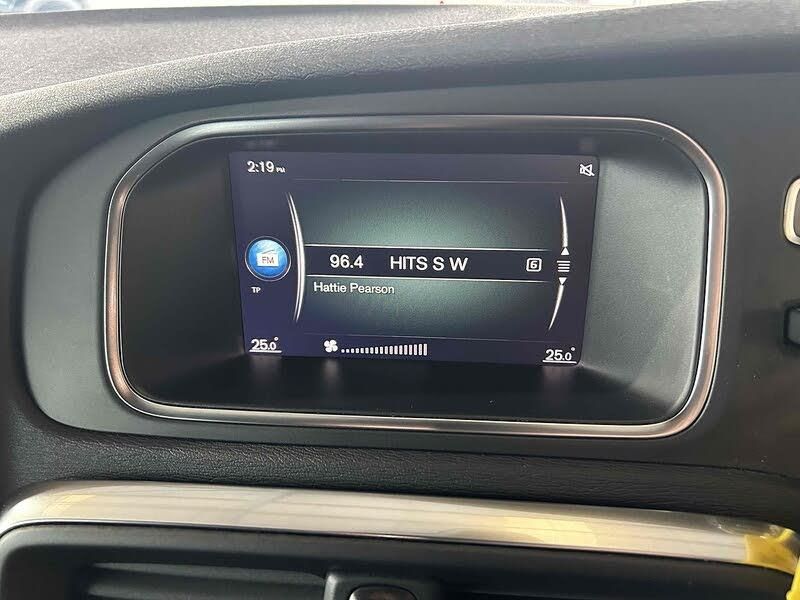 2:19 PM
FM
96.4 HITS S W 6
TP
Hattie Pearson
25.0°
25.0°